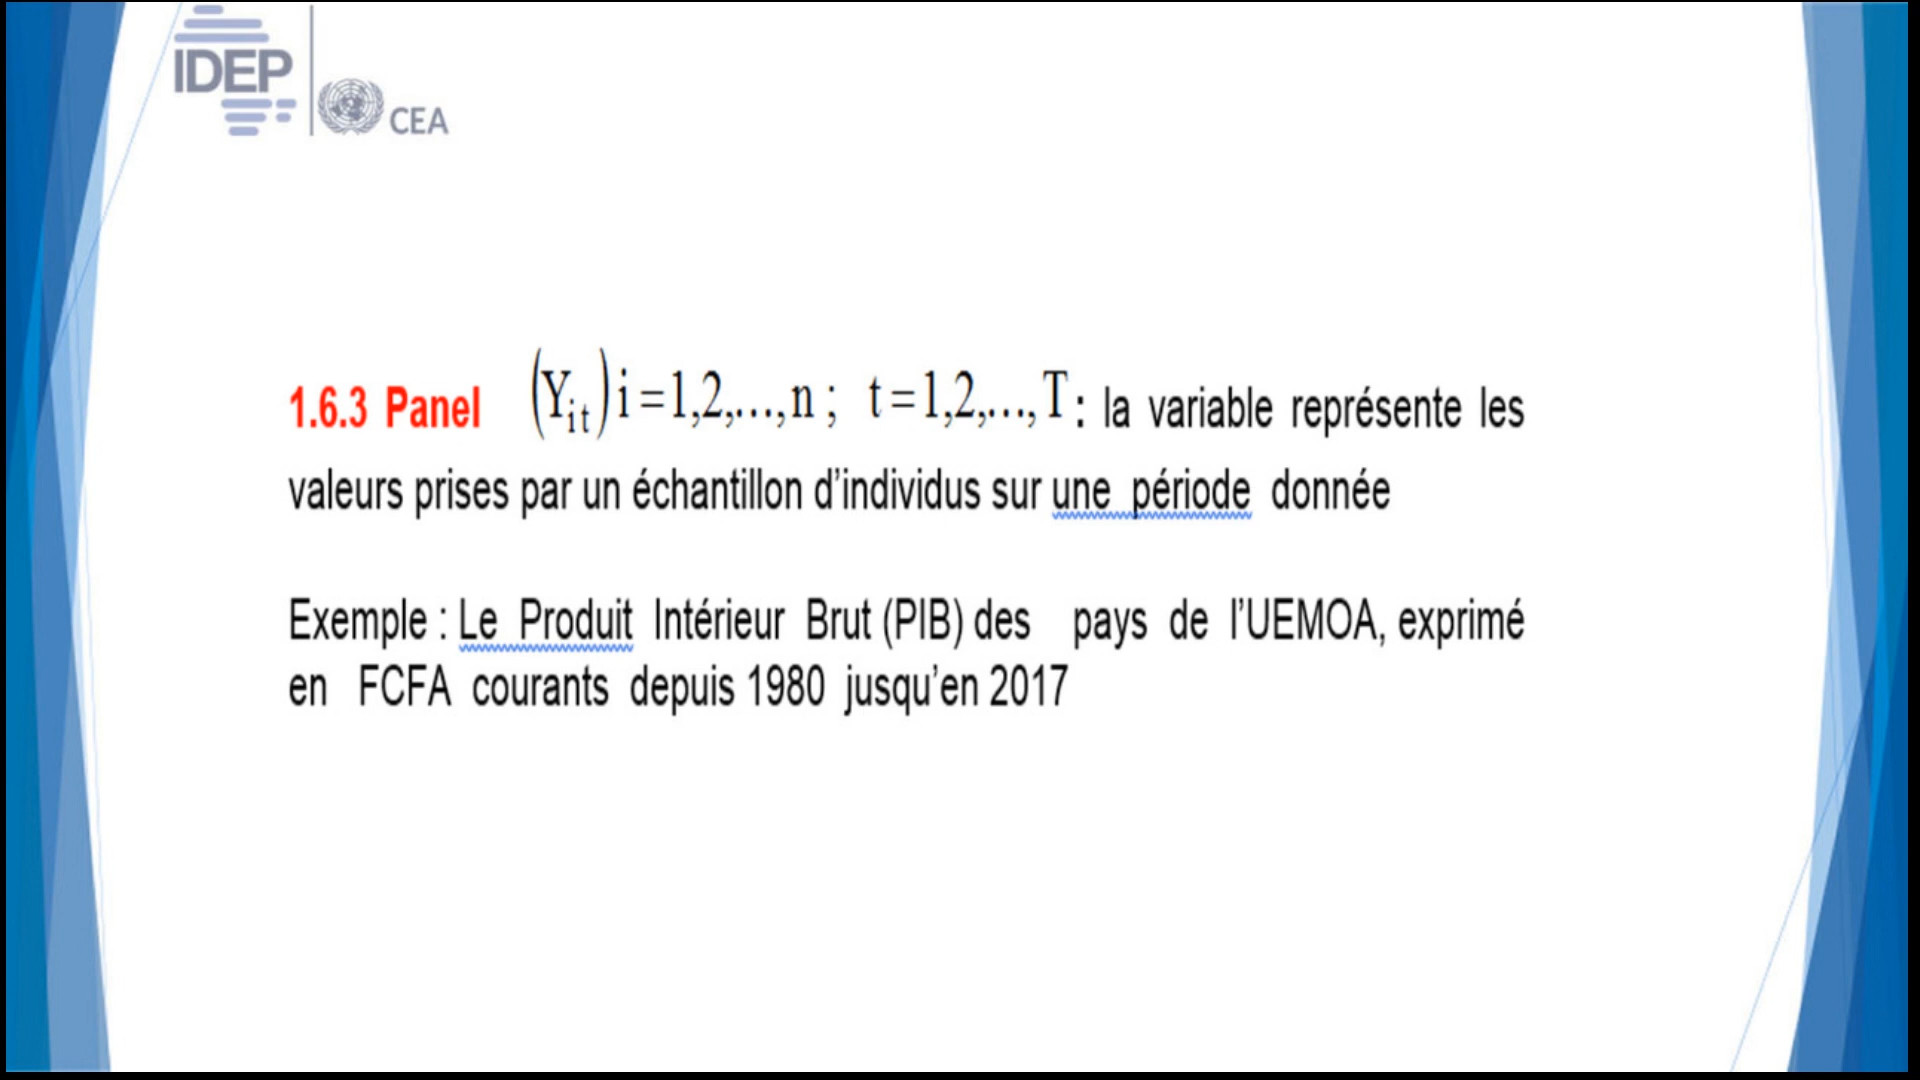 IDEP
CEA
1.6.3 Panel (Yit) i=1,2,...,n ; t=1,2,...,T : la variable représente les
valeurs prises par un échantillon d’individus sur une période donnée
Exemple : Le Produit Intérieur Brut (PIB) des pays de l’UEMOA, exprimé
en FCFA courants depuis 1980 jusqu’en 2017